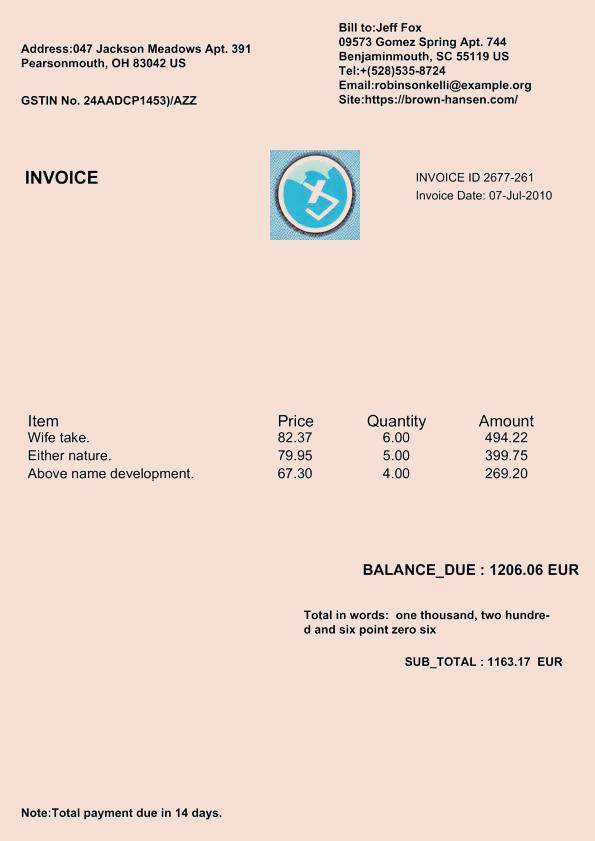 Address:047 Jackson Meadows Apt. 391
Pearsonmouth, OH 83042 US
GSTIN No. 24AADCP1453)/AZZ
Bill to:Jeff Fox
09573 Gomez Spring Apt. 744
Benjaminmouth, SC 55119 US
Tel:+(528)535-8724
Email:robinsonkelli@example.org
Site:https://brown-hansen.com/
INVOICE
INVOICE ID 2677-261
Invoice Date: 07-Jul-2010
Item Price Quantity Amount
Wife take. 82.37 6.00 494.22
Either nature. 79.95 5.00 399.75
Above name development. 67.30 4.00 269.20
BALANCE_DUE : 1206.06 EUR
Total in words: one thousand, two hundre-
d and six point zero six
SUB_TOTAL : 1163.17 EUR
Note:Total payment due in 14 days.